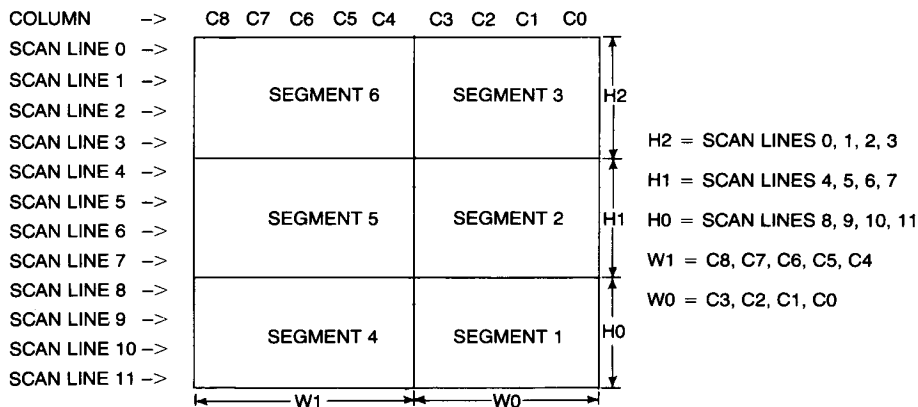 COLUMN -> C8 C7 C6 C5 C4 C3 C2 C1 C0
SCAN LINE 0 ->
SCAN LINE 1 ->
SCAN LINE 2 ->
SCAN LINE 3 ->
SCAN LINE 4 ->
SCAN LINE 5 ->
SCAN LINE 6 ->
SCAN LINE 7 ->
SCAN LINE 8 ->
SCAN LINE 9 ->
SCAN LINE 10 ->
SCAN LINE 11 ->
SEGMENT 6 SEGMENT 3 H2
SEGMENT 5 SEGMENT 2 H1
SEGMENT 4 SEGMENT 1 H0
W1 W0
H2 = SCAN LINES 0, 1, 2, 3
H1 = SCAN LINES 4, 5, 6, 7
H0 = SCAN LINES 8, 9, 10, 11
W1 = C8, C7, C6, C5, C4
W0 = C3, C2, C1, C0